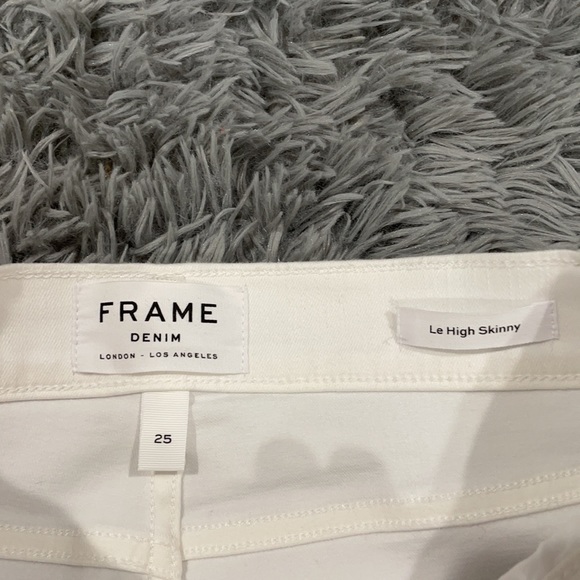 FRAME
DENIM
LONDON - LOS ANGELES
Le High Skinny
25